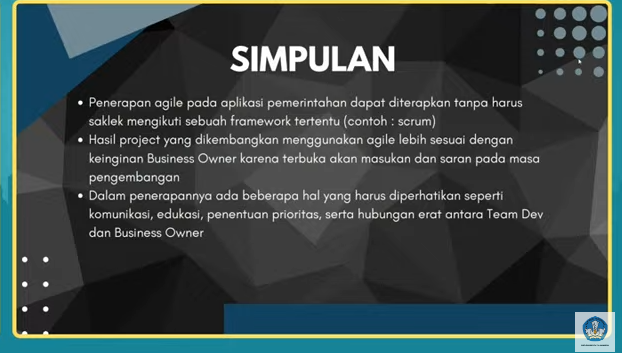 SIMPULAN
Penerapan agile pada aplikasi pemerintahan dapat diterapkan tanpa harus
saklek mengikuti sebuah framework tertentu (contoh : scrum)
Hasil project yang dikembangkan menggunakan agile lebih sesuai dengan
keinginan Business Owner karena terbuka akan masukan dan saran pada masa
pengembangan
Dalam penerapannya ada beberapa hal yang harus diperhatikan seperti
komunikasi, edukasi, penentuan prioritas, serta hubungan erat antara Team Dev
dan Business Owner